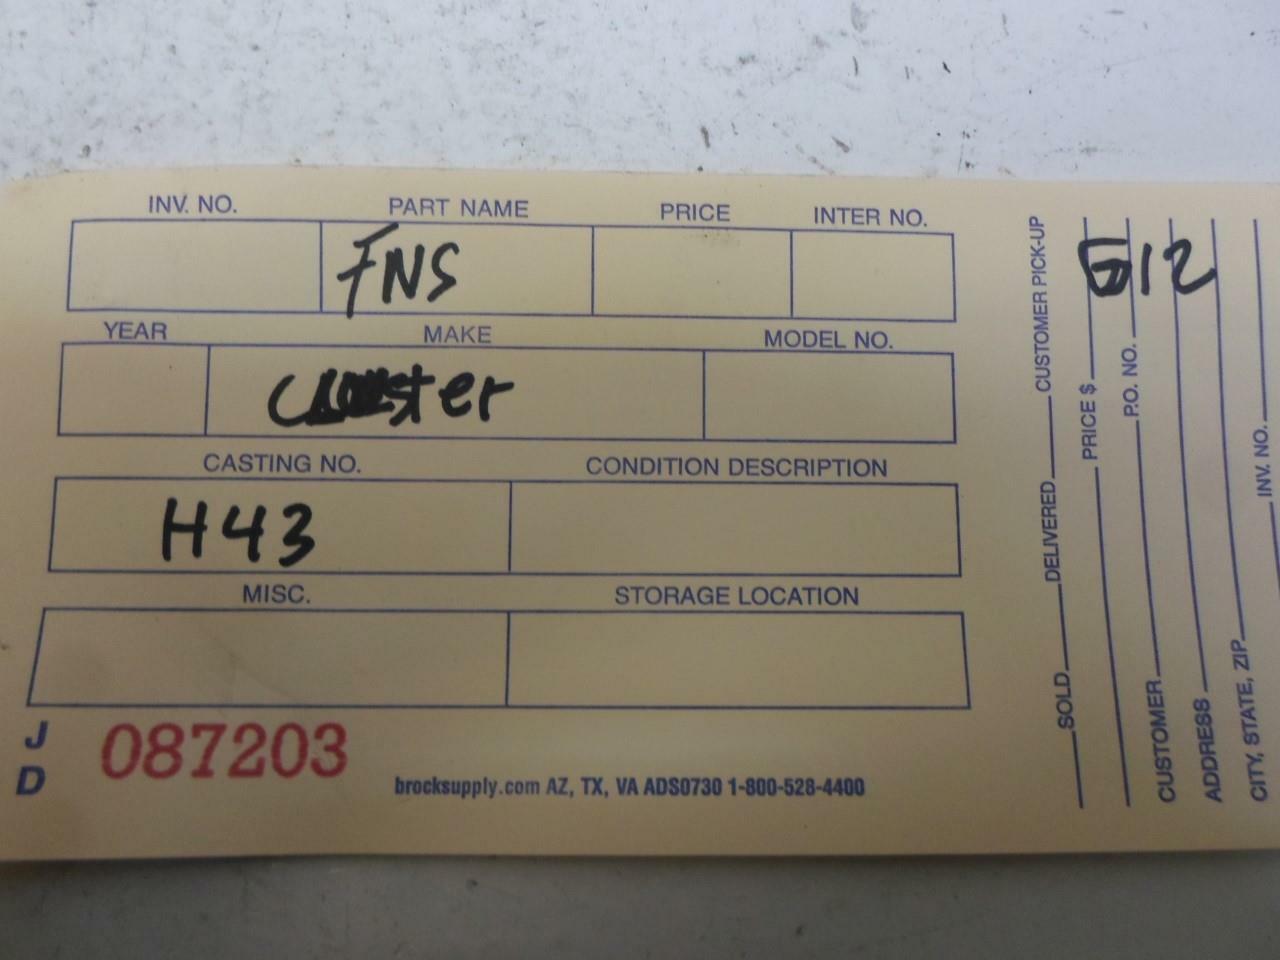 INV. NO. PART NAME PRICE INTER NO.
FNS
YEAR MAKE MODEL NO.
CASTING NO. CONDITION DESCRIPTION
H43
MISC. STORAGE LOCATION
J D 087203
brocksupply.com AZ, TX, VA ADS0730 1-800-528-4400
SOLD DELIVERED CUSTOMER PICK-UP
PRICE $
P.O. NO.
CUSTOMER
ADDRESS
CITY, STATE, ZIP
INV. NO.